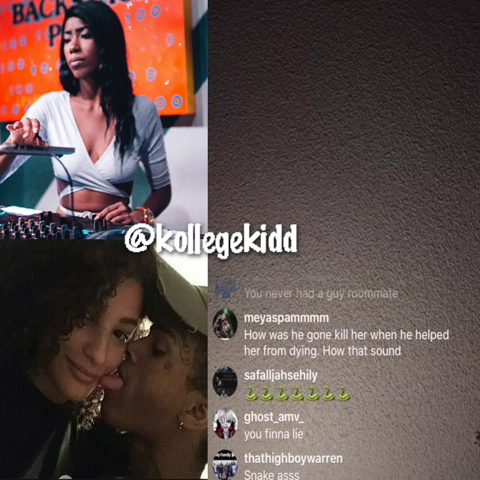 BACKS
P
@kollegekidd
You never had a guy roommate
meyaspammmm
How was he gone kill her when he helped
her from dying. How that sound
safalljahsehily
🐍🐍🐍🐍🐍🐍🐍
ghost_amv_
you finna lie
thathighboywarren
Snake asss